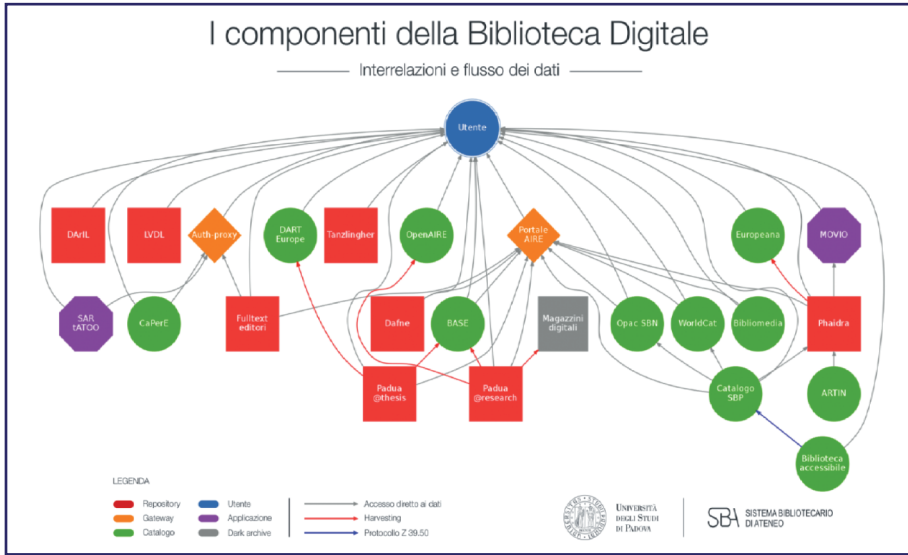 I componenti della Biblioteca Digitale
Interrelazioni e flusso dei dati
Utente
DArIL
LVDL
Auth-proxy
DART
Europe
Tanzlingher
OpenAIRE
Portale
AIRE
Europeana
MOVIO
SAR
tATOO
CaPerE
Fulltext
editori
Dafne
BASE
Magazzini
digitali
Opac SBN
WorldCat
Bibliomedia
Phaidra
Padua
@thesis
Padua
@research
Catalogo
SBP
ARTIN
Biblioteca
accessibile
LEGENDA
Repository
Gateway
Catalogo
Utente
Applicazione
Dark archive
Accesso diretto ai dati
Harvesting
Protocollo Z 39.50
UNIVERSITÀ
DEGLI STUDI
DI PADOVA
SBA
SISTEMA BIBLIOTECARIO
DI ATENEO